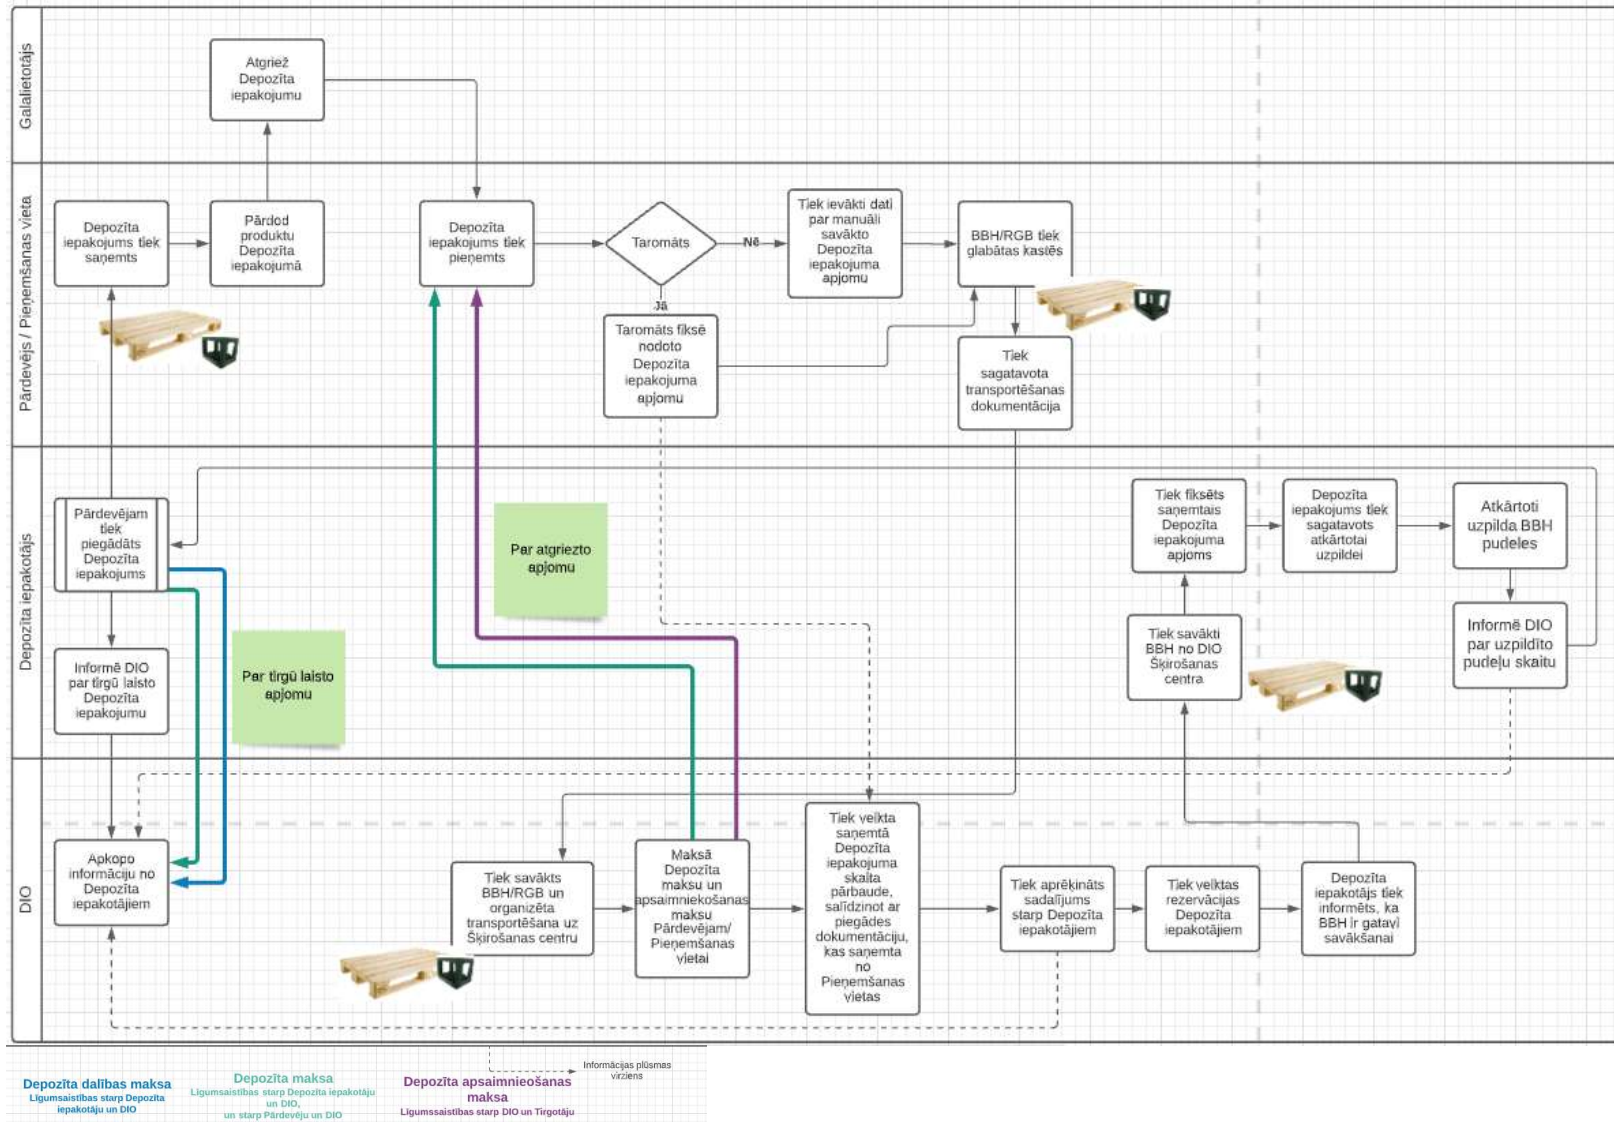 Galalietotājs
Atgriež
Depozīta
iepakojumu
Pārdevējs / Pieņemšanas vieta
Depozīta
iepakojums tiek
saņemts
Pārdod
produktu
Depozīta
iepakojumā
Depozīta
iepakojums tiek
pieņemts
Taromāts
Nē
Jā
Tiek ievākti dati
par manuāli
savākto
Depozīta
iepakojuma
apjomu
BBH/RGB tiek
glabātas kastēs
Taromāts fiksē
nodoto
Depozīta
iepakojuma
apjomu
Tiek
sagatavota
transportēšanas
dokumentācija
Depozīta iepakotājs
Pārdevējam
tiek
piegādāts
Depozīta
iepakojums
Par atgriezto
apjomu
Tiek fiksēts
saņemtais
Depozīta
iepakojuma
apjoms
Depozīta
iepakojums tiek
sagatavots
atkārtotai
uzpildei
Atkārtoti
uzpilda BBH
pudeles
Informē DIO
par tirgū laisto
Depozīta
iepakojumu
Par tirgū laisto
apjomu
Tiek savākti
BBH no DIO
Šķirošanas
centra
Informē DIO
par uzpildīto
pudeļu skaitu
DIO
Apkopo
informāciju no
Depozīta
iepakotājiem
Tiek savākts
BBH/RGB un
organizēta
transportēšana uz
Šķirošanas centru
Maksā
Depozīta
maksu un
apsaimniekošanas
maksu
Pārdevējam/
Pieņemšanas
vietai
Tiek veikta
saņemtā
Depozīta
iepakojuma
skaita
pārbaude,
salīdzinot ar
piegādes
dokumentāciju,
kas saņemta
no
Pieņemšanas
vietas
Tiek aprēķināts
sadalījums
starp Depozīta
iepakotājiem
Tiek veiktas
rezervācijas
Depozīta
iepakotājiem
Depozīta
iepakotājs tiek
informēts, ka
BBH ir gatavi
savākšanai
Depozīta dalības maksa
Līgumsaistības starp Depozīta
iepakotāju un DIO
Depozīta maksa
Līgumsaistības starp Depozīta iepakotāju
un DIO,
un starp Pārdevēju un DIO
Depozīta apsaimnieošanas
maksa
Līgumssaistības starp DIO un Tirgotāju
Informācijas plūsmas
virziens